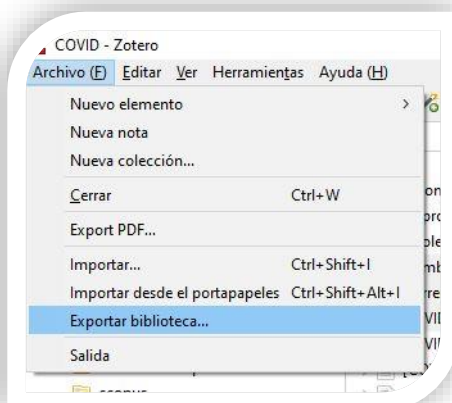 COVID - Zotero
Archivo (F) Editar Ver Herramientas Ayuda (H)
Nuevo elemento >
Nueva nota
Nueva colección...
Cerrar Ctrl+W
Export PDF...
Importar... Ctrl+Shift+I
Importar desde el portapapeles Ctrl+Shift+Alt+I
Exportar biblioteca...
Salida